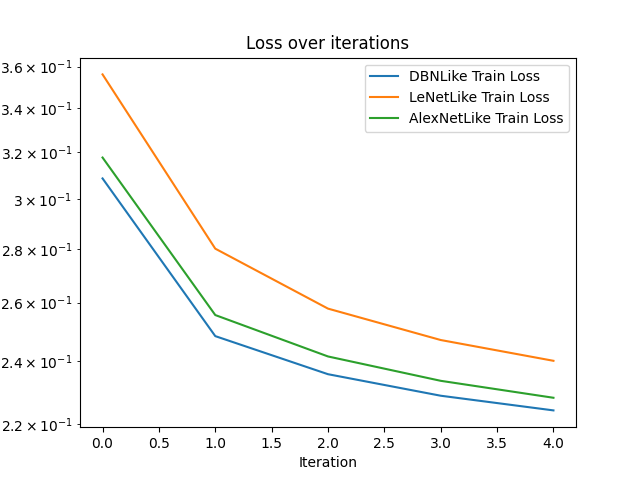 Loss over iterations
3.6 × 10⁻¹
3.4 × 10⁻¹
3.2 × 10⁻¹
3 × 10⁻¹
2.8 × 10⁻¹
2.6 × 10⁻¹
2.4 × 10⁻¹
2.2 × 10⁻¹
DBNLike Train Loss
LeNetLike Train Loss
AlexNetLike Train Loss
0.0 0.5 1.0 1.5 2.0 2.5 3.0 3.5 4.0
Iteration